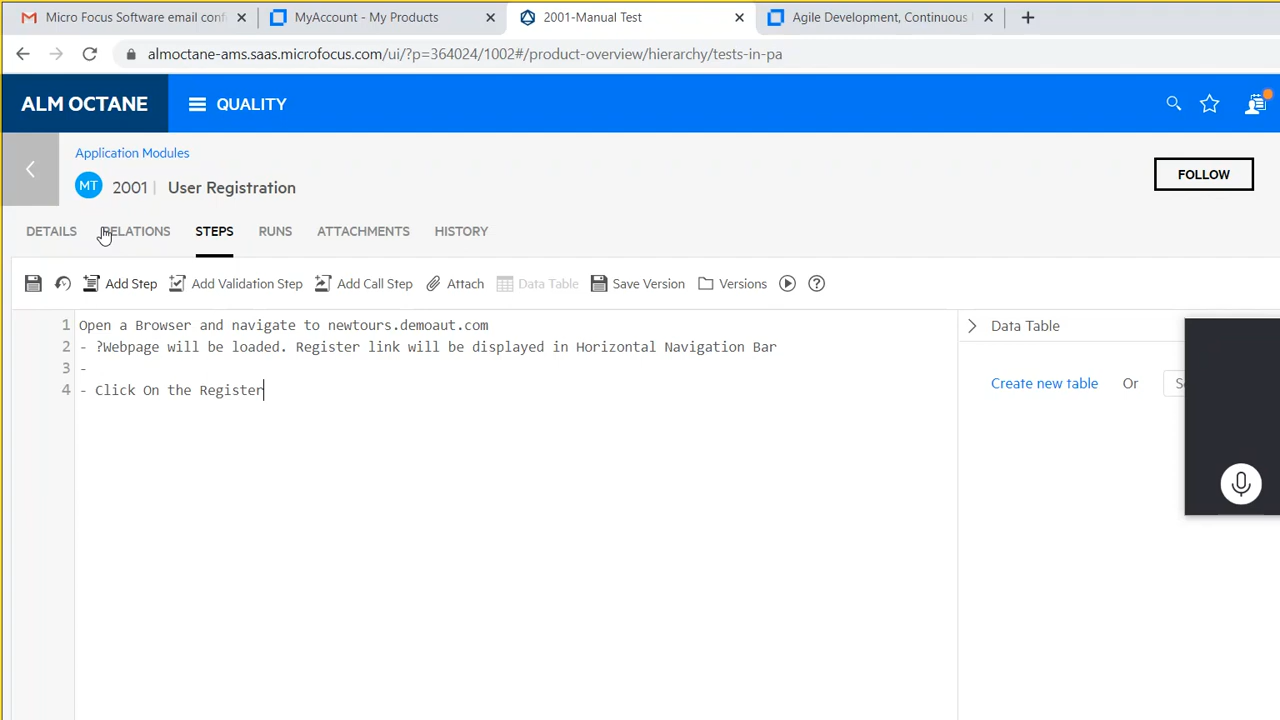 Micro Focus Software email conf
MyAccount - My Products
2001-Manual Test
Agile Development, Continuous
almoctane-ams.saas.microfocus.com/ui/?p=364024/1002#/product-overview/hierarchy/tests-in-pa
ALM OCTANE
QUALITY
Application Modules
MT
2001 |
User Registration
FOLLOW
DETAILS
RELATIONS
STEPS
RUNS
ATTACHMENTS
HISTORY
Add Step
Add Validation Step
Add Call Step
Attach
Data Table
Save Version
Versions
1 Open a Browser and navigate to newtours.demoaut.com
2 - ?Webpage will be loaded. Register link will be displayed in Horizontal Navigation Bar
3 -
4 - Click On the Register
Data Table
Create new table
Or